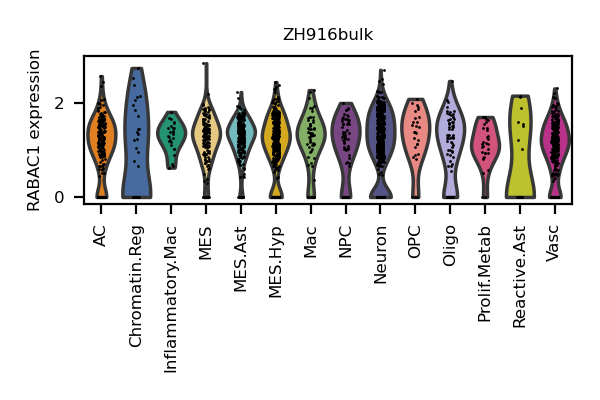 ZH916bulk
RABAC1 expression
2
0
AC
Chromatin.Reg
Inflammatory.Mac
MES
MES.Ast
MES.Hyp
Mac
NPC
Neuron
OPC
Oligo
Prolif.Metab
Reactive.Ast
Vasc